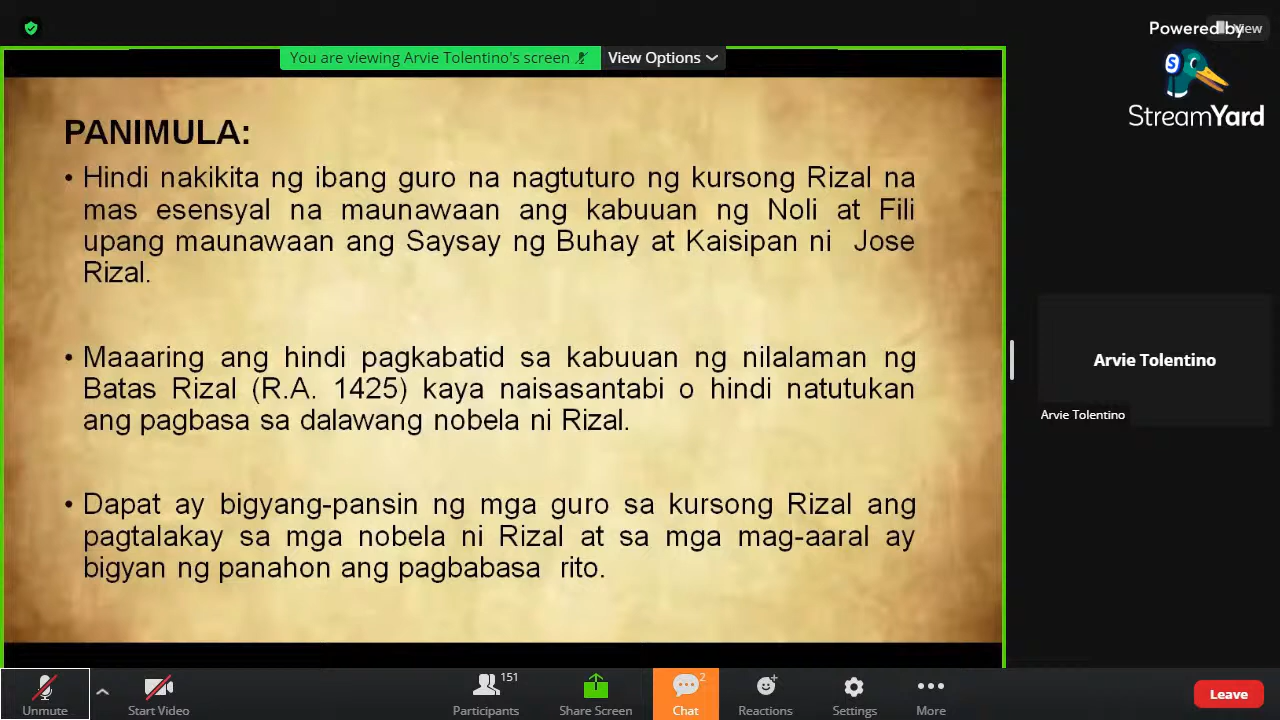 Powered by
View
You are viewing Arvie Tolentino's screen
View Options
StreamYard
PANIMULA:
• Hindi nakikita ng ibang guro na nagtuturo ng kursong Rizal na
mas esensyal na maunawaan ang kabuuan ng Noli at Fili
upang maunawaan ang Saysay ng Buhay at Kaisipan ni Jose
Rizal.
• Maaaring ang hindi pagkabatid sa kabuuan ng nilalaman ng
Batas Rizal (R.A. 1425) kaya naisasantabi o hindi natutukan
ang pagbasa sa dalawang nobela ni Rizal.
• Dapat ay bigyang-pansin ng mga guro sa kursong Rizal ang
pagtalakay sa mga nobela ni Rizal at sa mga mag-aaral ay
bigyan ng panahon ang pagbabasa rito.
Arvie Tolentino
Arvie Tolentino
Unmute
Start Video
Participants
151
Share Screen
Chat
2
Reactions
Settings
More
Leave